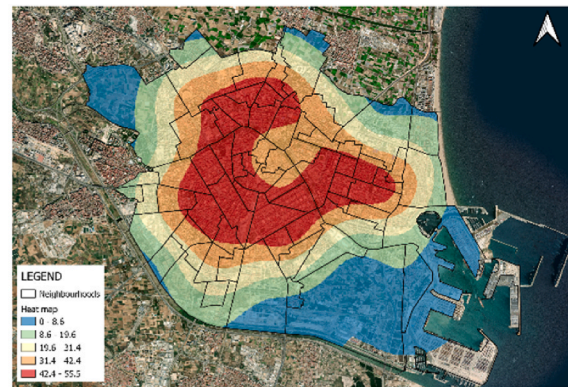 LEGEND
Neighbourhoods
Heat map
0 - 8.6
8.6 - 19.6
19.6 - 31.4
31.4 - 42.4
42.4 - 55.5